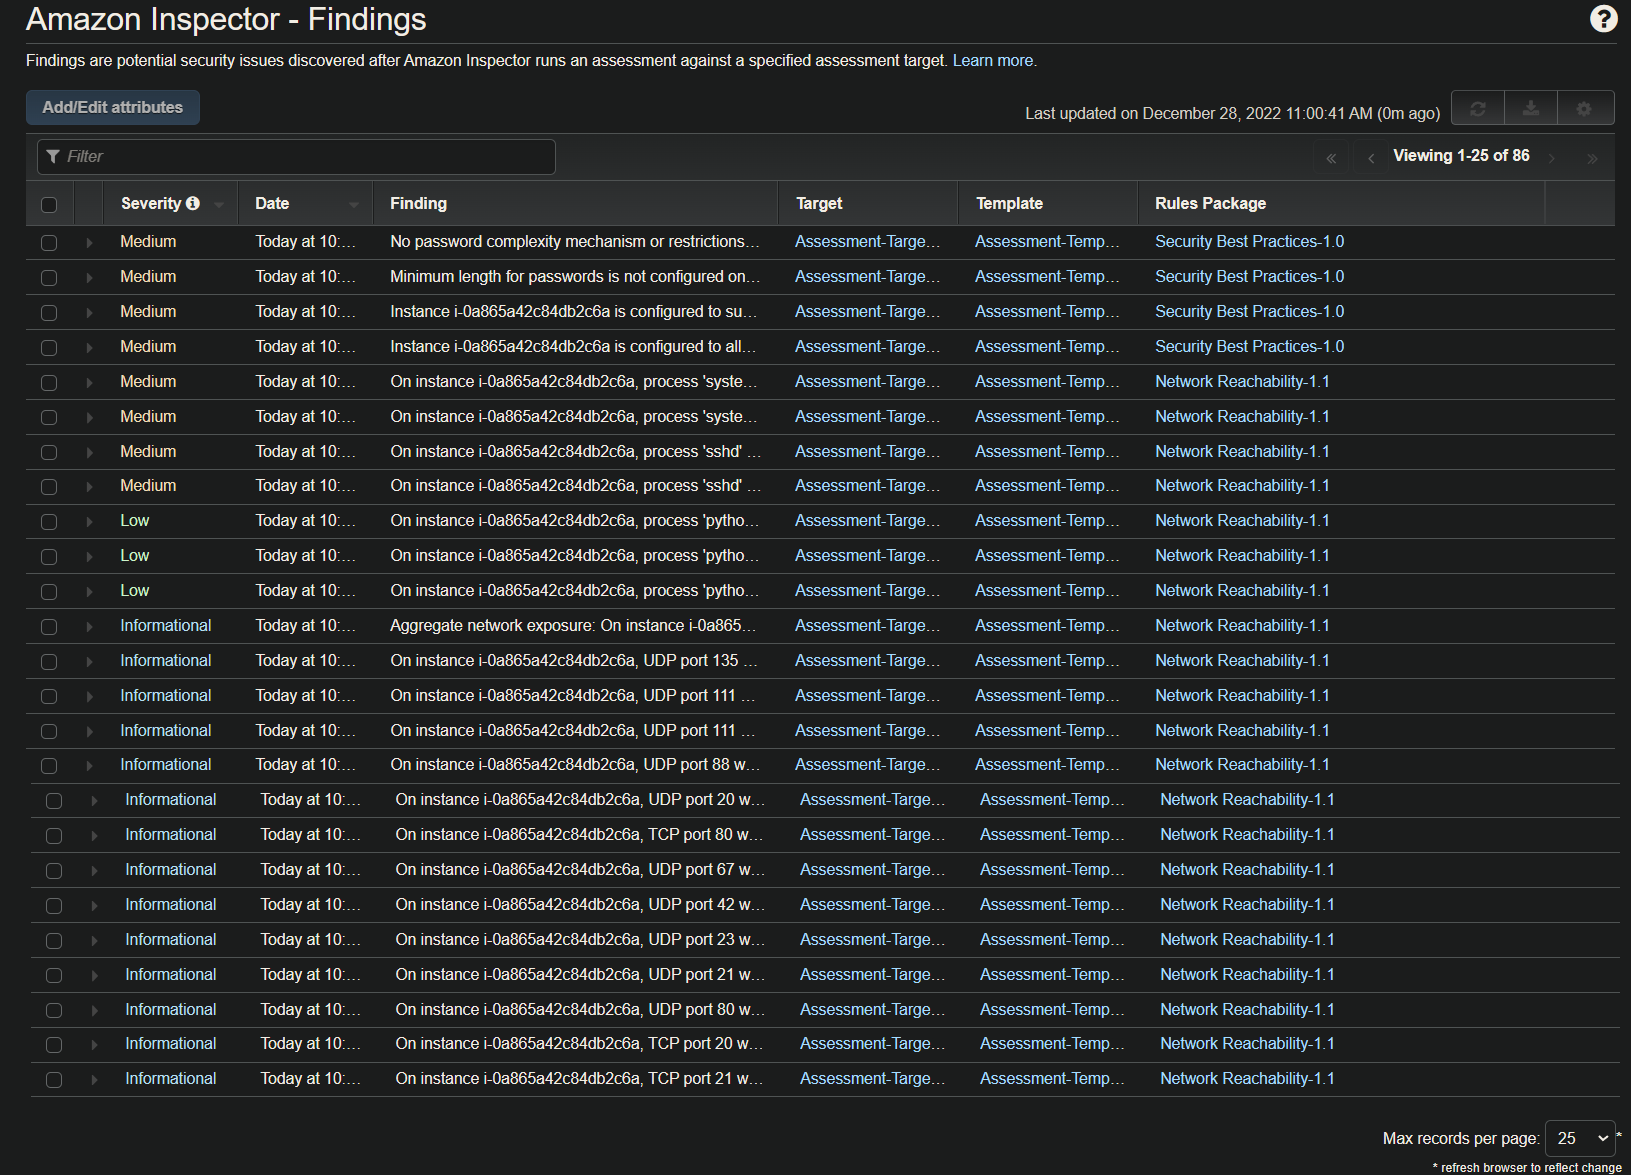 Amazon Inspector - Findings
Findings are potential security issues discovered after Amazon Inspector runs an assessment against a specified assessment target. Learn more.
Add/Edit attributes
Last updated on December 28, 2022 11:00:41 AM (0m ago)
Filter
« ‹ Viewing 1-25 of 86 › »
Severity Date Finding Target Template Rules Package
Medium Today at 10:... No password complexity mechanism or restrictions... Assessment-Targe... Assessment-Temp... Security Best Practices-1.0
Medium Today at 10:... Minimum length for passwords is not configured on... Assessment-Targe... Assessment-Temp... Security Best Practices-1.0
Medium Today at 10:... Instance i-0a865a42c84db2c6a is configured to su... Assessment-Targe... Assessment-Temp... Security Best Practices-1.0
Medium Today at 10:... Instance i-0a865a42c84db2c6a is configured to all... Assessment-Targe... Assessment-Temp... Security Best Practices-1.0
Medium Today at 10:... On instance i-0a865a42c84db2c6a, process 'syste... Assessment-Targe... Assessment-Temp... Network Reachability-1.1
Medium Today at 10:... On instance i-0a865a42c84db2c6a, process 'syste... Assessment-Targe... Assessment-Temp... Network Reachability-1.1
Medium Today at 10:... On instance i-0a865a42c84db2c6a, process 'sshd' ... Assessment-Targe... Assessment-Temp... Network Reachability-1.1
Medium Today at 10:... On instance i-0a865a42c84db2c6a, process 'sshd' ... Assessment-Targe... Assessment-Temp... Network Reachability-1.1
Low Today at 10:... On instance i-0a865a42c84db2c6a, process 'pytho... Assessment-Targe... Assessment-Temp... Network Reachability-1.1
Low Today at 10:... On instance i-0a865a42c84db2c6a, process 'pytho... Assessment-Targe... Assessment-Temp... Network Reachability-1.1
Low Today at 10:... On instance i-0a865a42c84db2c6a, process 'pytho... Assessment-Targe... Assessment-Temp... Network Reachability-1.1
Informational Today at 10:... Aggregate network exposure: On instance i-0a865... Assessment-Targe... Assessment-Temp... Network Reachability-1.1
Informational Today at 10:... On instance i-0a865a42c84db2c6a, UDP port 135 ... Assessment-Targe... Assessment-Temp... Network Reachability-1.1
Informational Today at 10:... On instance i-0a865a42c84db2c6a, UDP port 111 ... Assessment-Targe... Assessment-Temp... Network Reachability-1.1
Informational Today at 10:... On instance i-0a865a42c84db2c6a, UDP port 111 ... Assessment-Targe... Assessment-Temp... Network Reachability-1.1
Informational Today at 10:... On instance i-0a865a42c84db2c6a, UDP port 88 w... Assessment-Targe... Assessment-Temp... Network Reachability-1.1
Informational Today at 10:... On instance i-0a865a42c84db2c6a, UDP port 20 w... Assessment-Targe... Assessment-Temp... Network Reachability-1.1
Informational Today at 10:... On instance i-0a865a42c84db2c6a, TCP port 80 w... Assessment-Targe... Assessment-Temp... Network Reachability-1.1
Informational Today at 10:... On instance i-0a865a42c84db2c6a, UDP port 67 w... Assessment-Targe... Assessment-Temp... Network Reachability-1.1
Informational Today at 10:... On instance i-0a865a42c84db2c6a, UDP port 42 w... Assessment-Targe... Assessment-Temp... Network Reachability-1.1
Informational Today at 10:... On instance i-0a865a42c84db2c6a, UDP port 23 w... Assessment-Targe... Assessment-Temp... Network Reachability-1.1
Informational Today at 10:... On instance i-0a865a42c84db2c6a, UDP port 21 w... Assessment-Targe... Assessment-Temp... Network Reachability-1.1
Informational Today at 10:... On instance i-0a865a42c84db2c6a, UDP port 80 w... Assessment-Targe... Assessment-Temp... Network Reachability-1.1
Informational Today at 10:... On instance i-0a865a42c84db2c6a, TCP port 20 w... Assessment-Targe... Assessment-Temp... Network Reachability-1.1
Informational Today at 10:... On instance i-0a865a42c84db2c6a, TCP port 21 w... Assessment-Targe... Assessment-Temp... Network Reachability-1.1
Max records per page: 25 *
* refresh browser to reflect change